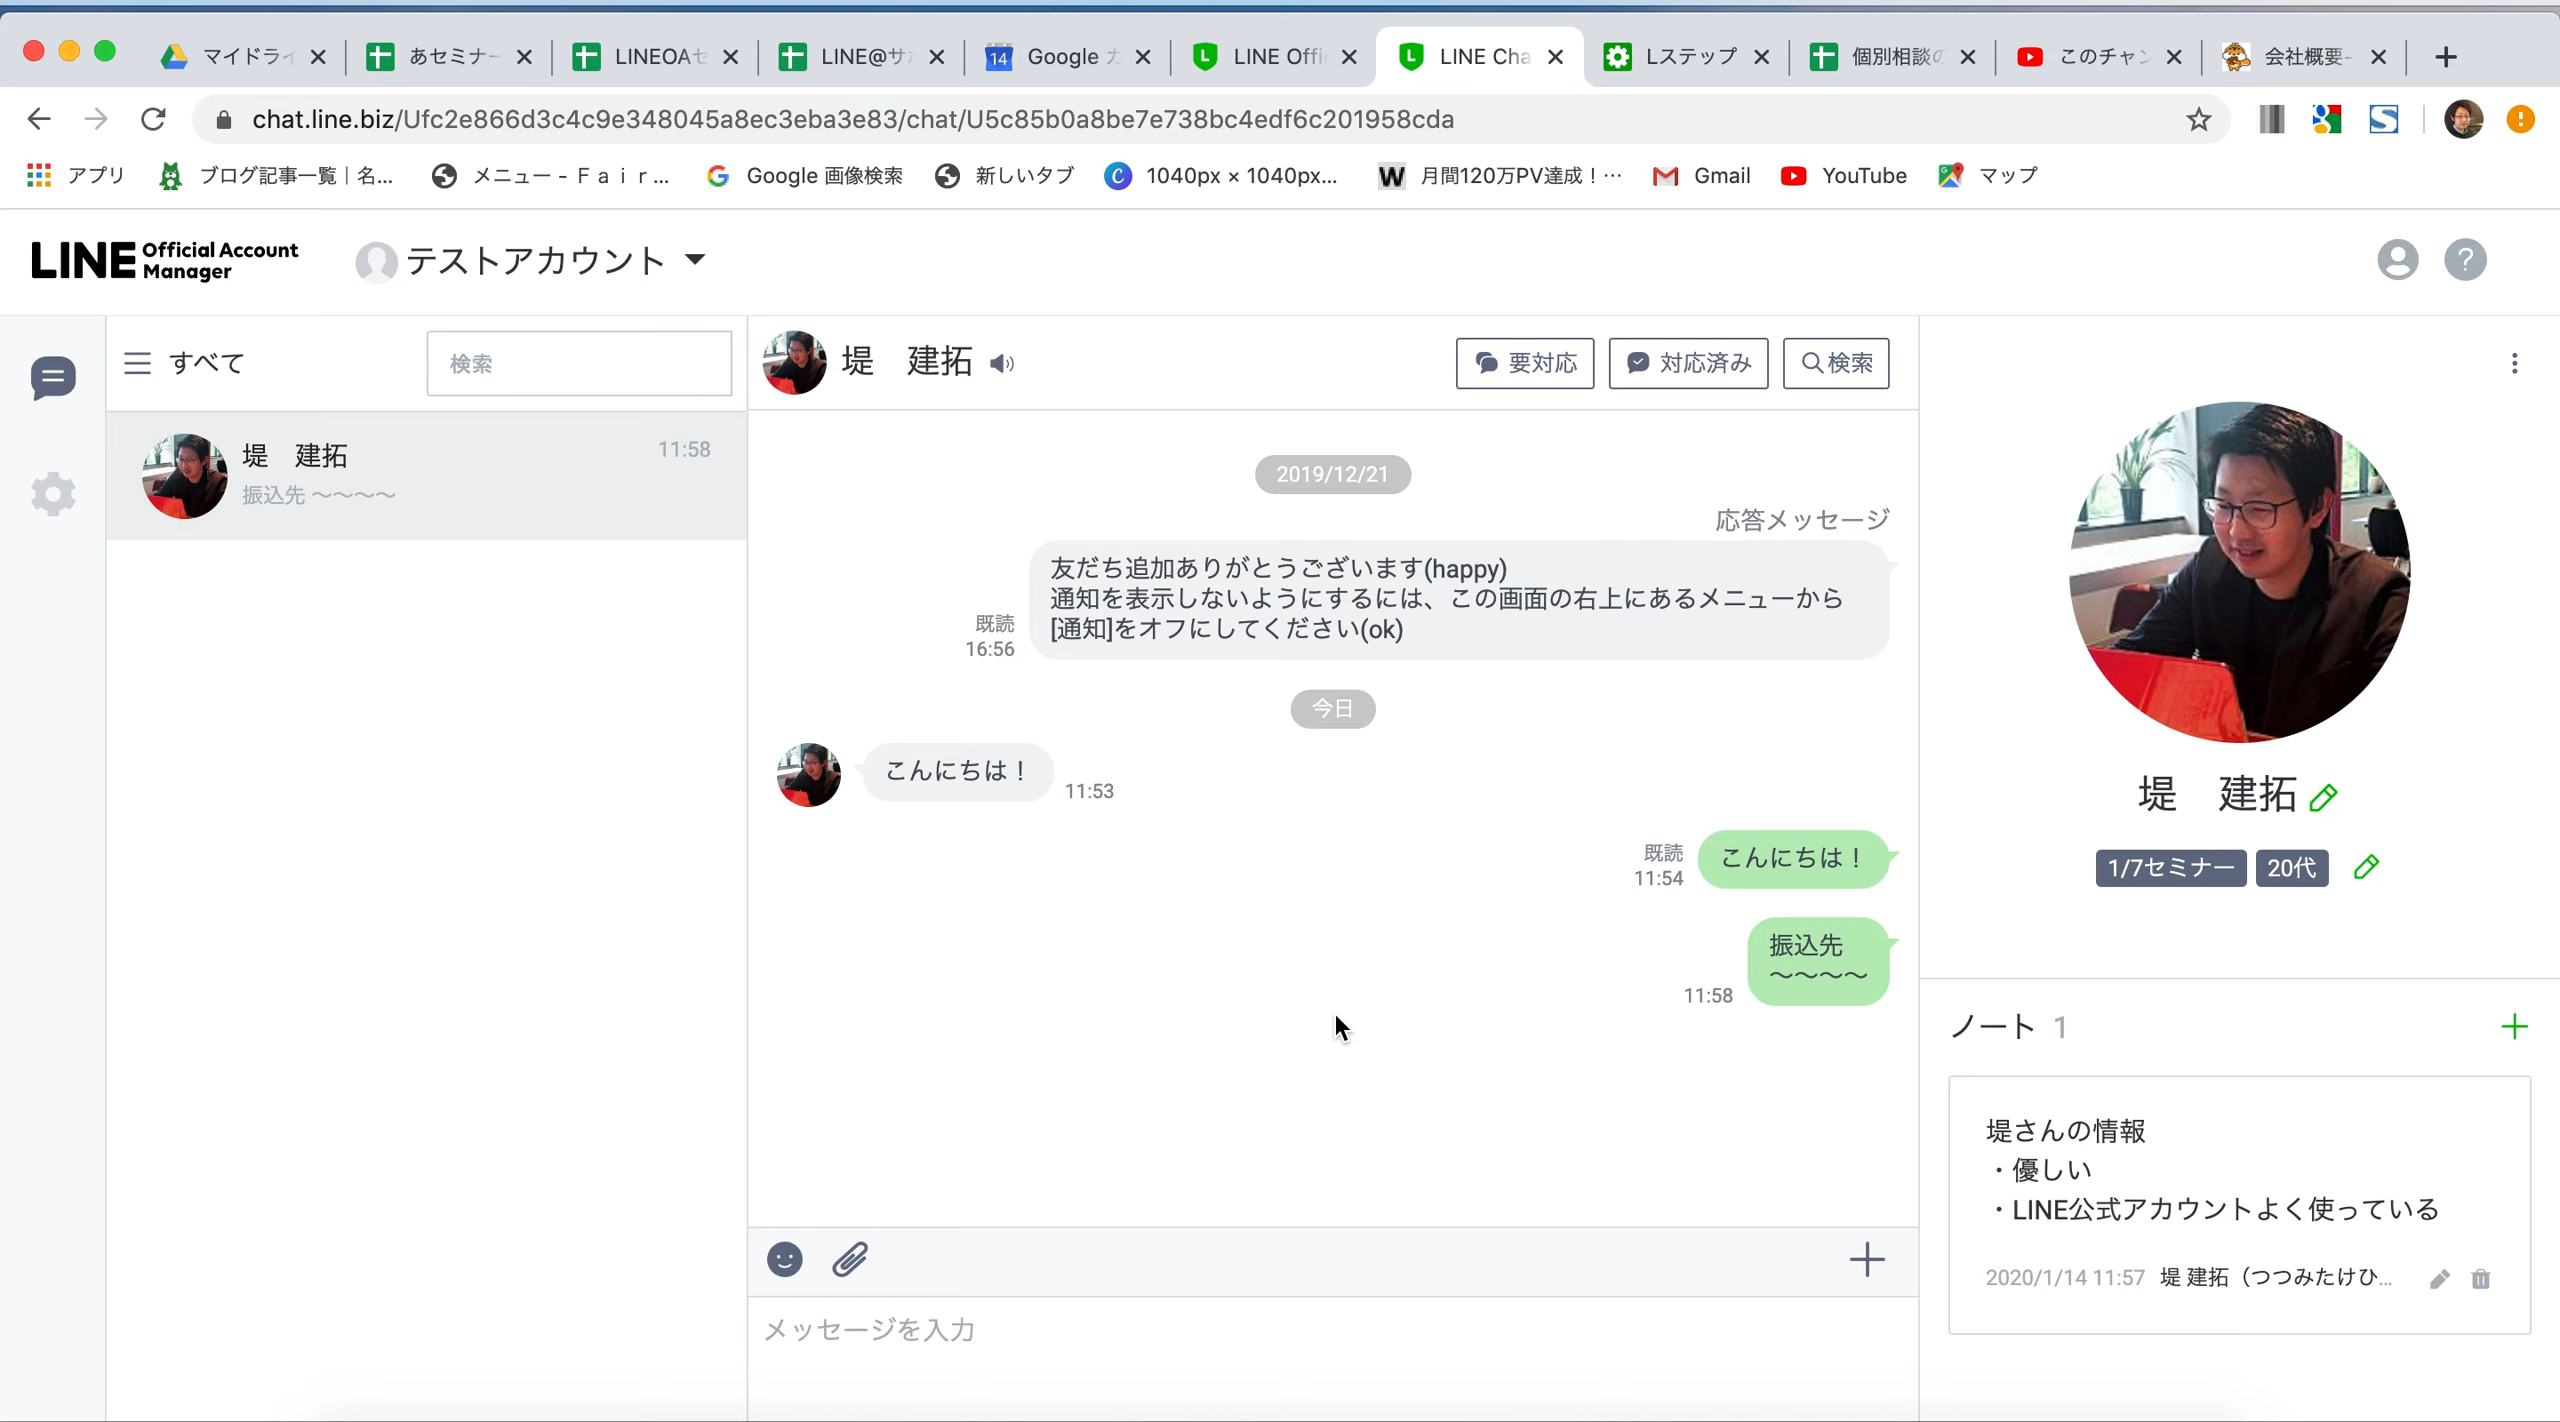 マイドライ
あセミナー
LINEOAセ
LINE@サ
14
Google カ
LINE Offi
LINE Cha
Lステップ
個別相談の
このチャン
会社概要-
chat.line.biz/Ufc2e866d3c4c9e348045a8ec3eba3e83/chat/U5c85b0a8be7e738bc4edf6c201958cda
アプリ
ブログ記事一覧｜名...
メニュー - Ｆａｉｒ...
Google 画像検索
新しいタブ
1040px × 1040px...
月間120万PV達成！…
Gmail
YouTube
マップ
LINE Official Account Manager
テストアカウント
すべて
検索
堤　建拓
11:58
振込先 〜〜〜〜
堤　建拓
要対応
対応済み
検索
2019/12/21
応答メッセージ
友だち追加ありがとうございます(happy)
通知を表示しないようにするには、この画面の右上にあるメニューから
[通知]をオフにしてください(ok)
既読
16:56
今日
こんにちは！
11:53
こんにちは！
既読
11:54
振込先
〜〜〜〜
11:58
メッセージを入力
堤　建拓
1/7セミナー
20代
ノート 1
堤さんの情報
・優しい
・LINE公式アカウントよく使っている
2020/1/14 11:57 堤 建拓（つつみたけひ...